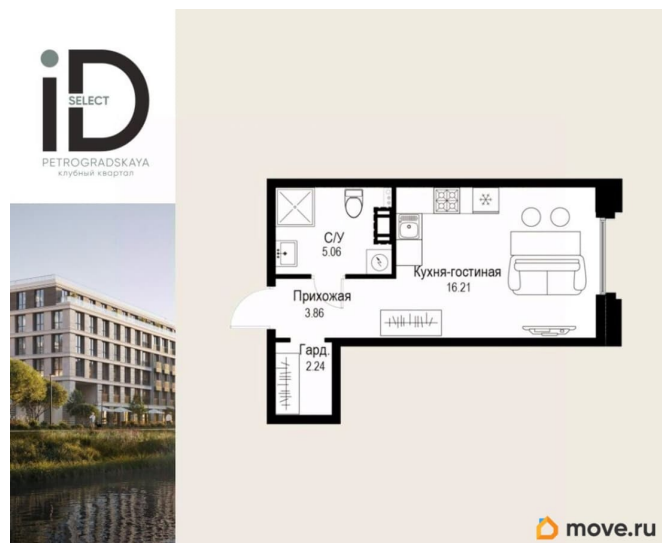 iD
SELECT
PETROGRADSKAYA
клубный квартал
С/У
5.06
Кухня-гостиная
16.21
Прихожая
3.86
Гард.
2.24
move.ru